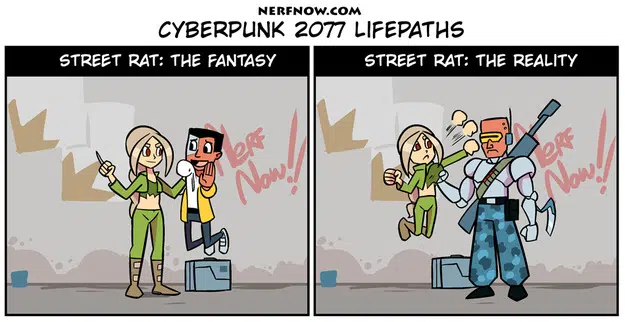 NERFNOW.COM
CYBERPUNK 2077 LIFEPATHS
STREET RAT: THE FANTASY
STREET RAT: THE REALITY
NERF
NOW!!
NERF
NOW!!